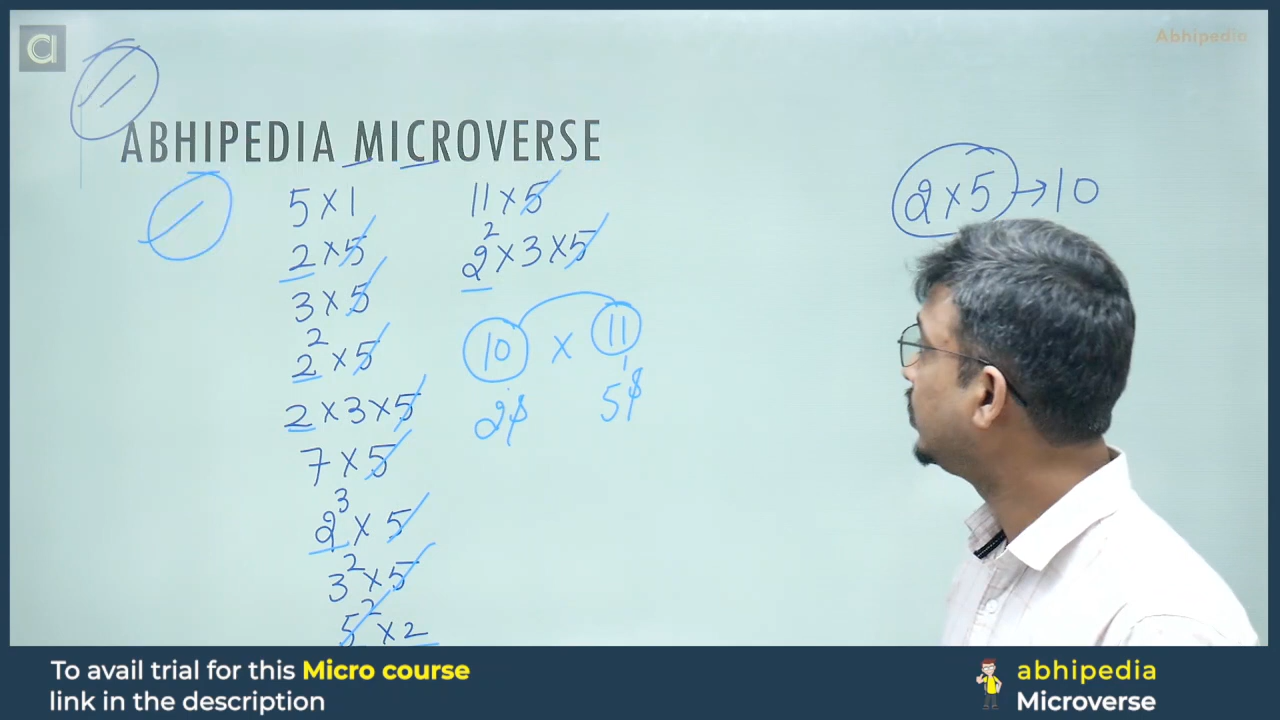 Abhipedia
ABHIPEDIA MICROVERSE
5 × 1
2 × 5
3 × 5
2² × 5
2 × 3 × 5
7 × 5
2³ × 5
3² × 5
5² × 2
11 × 5
2² × 3 × 5
10 × 11
2's 5's
2 × 5 → 10
To avail trial for this Micro course
link in the description
abhipedia
Microverse